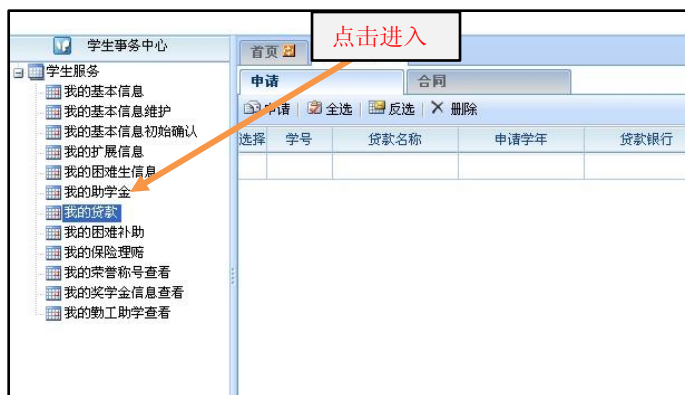 学生事务中心
学生服务
我的基本信息
我的基本信息维护
我的基本信息初始确认
我的扩展信息
我的困难生信息
我的助学金
我的贷款
我的困难补助
我的保险理赔
我的荣誉称号查看
我的奖学金信息查看
我的勤工助学查看
点击进入
首页
申请 合同
申请 全选 反选 删除
选择 学号 贷款名称 申请学年 贷款银行